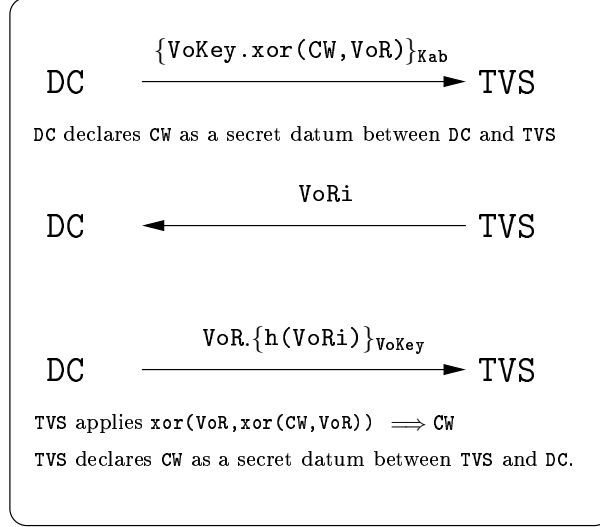 {VoKey.xor(CW,VoR)}Kab
DC TVS
DC declares CW as a secret datum between DC and TVS
VoRi
DC TVS
VoR.{h(VoRi)}VoKey
DC TVS
TVS applies xor(VoR,xor(CW,VoR)) ⟹ CW
TVS declares CW as a secret datum between TVS and DC.